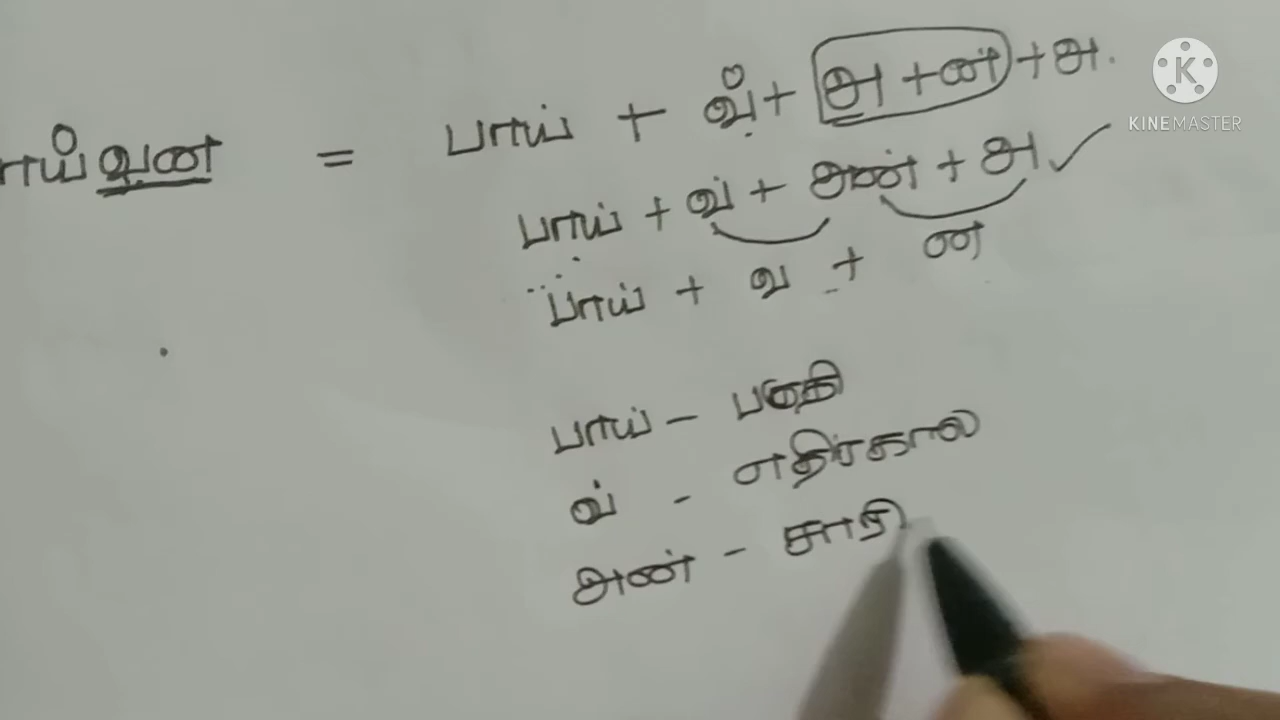 ாய்வன = பாய் + வ் + அ + ன் + அ.
பாய் + வ் + அன் + அ ✓
பாய் + வ + ன
பாய் - பகுதி
வ் - எதிர்கால
அன் - சாரி
KINEMASTER